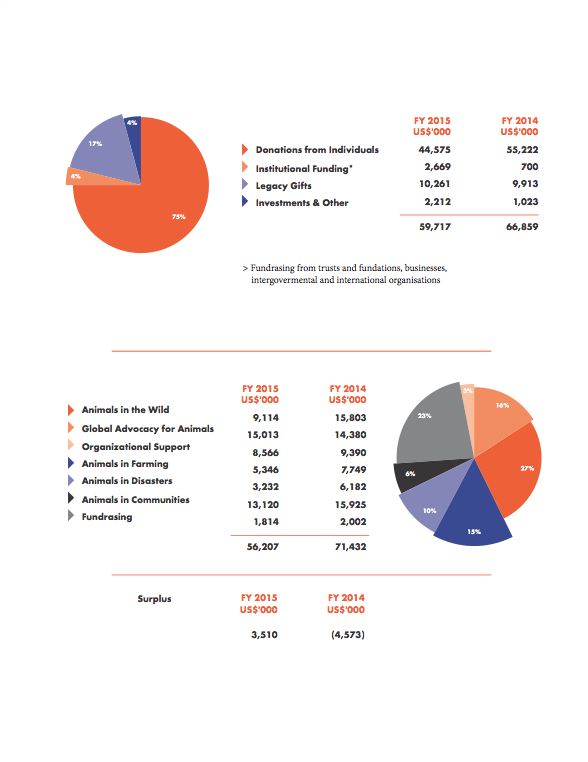 FY 2015 FY 2014
US$'000 US$'000
Donations from Individuals 44,575 55,222
Institutional Funding* 2,669 700
Legacy Gifts 10,261 9,913
Investments & Other 2,212 1,023
59,717 66,859
4%
17%
4%
75%
> Fundrasing from trusts and fundations, businesses,
intergovermental and international organisations
FY 2015 FY 2014
US$'000 US$'000
Animals in the Wild 9,114 15,803
Global Advocacy for Animals 15,013 14,380
Organizational Support 8,566 9,390
Animals in Farming 5,346 7,749
Animals in Disasters 3,232 6,182
Animals in Communities 13,120 15,925
Fundrasing 1,814 2,002
56,207 71,432
3%
16%
23%
27%
6%
10%
15%
Surplus FY 2015 FY 2014
US$'000 US$'000
3,510 (4,573)